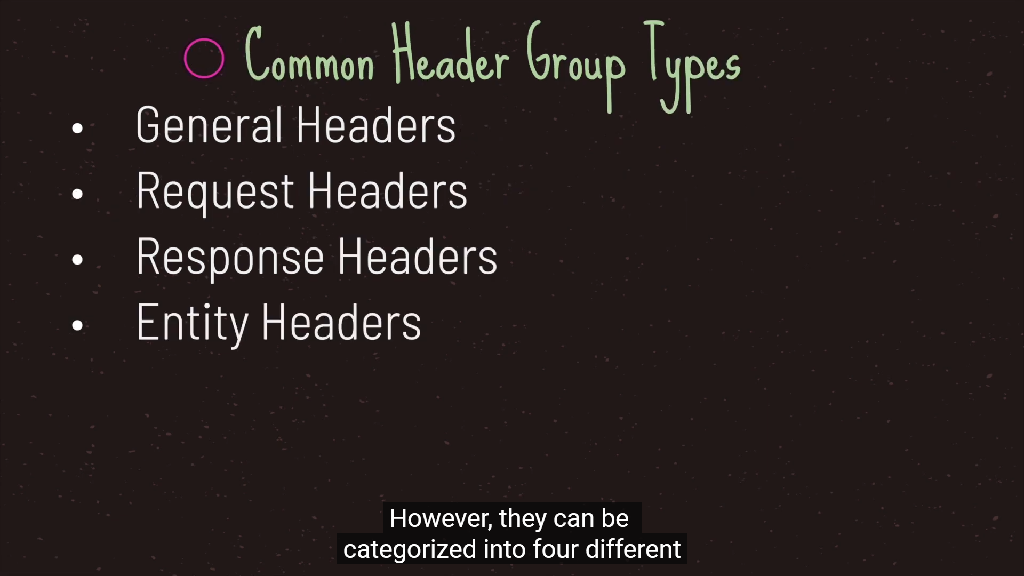 Common Header Group Types
• General Headers
• Request Headers
• Response Headers
• Entity Headers
However, they can be
categorized into four different